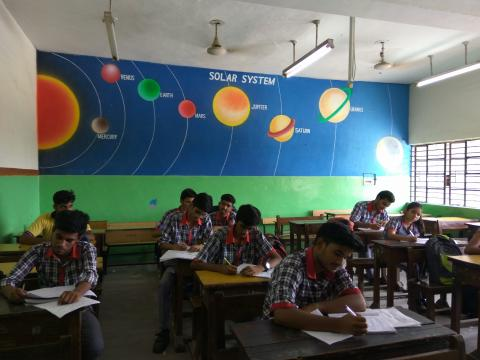 SOLAR SYSTEM
VENUS
EARTH
MARS
MERCURY
JUPITER
SATURN
URANUS